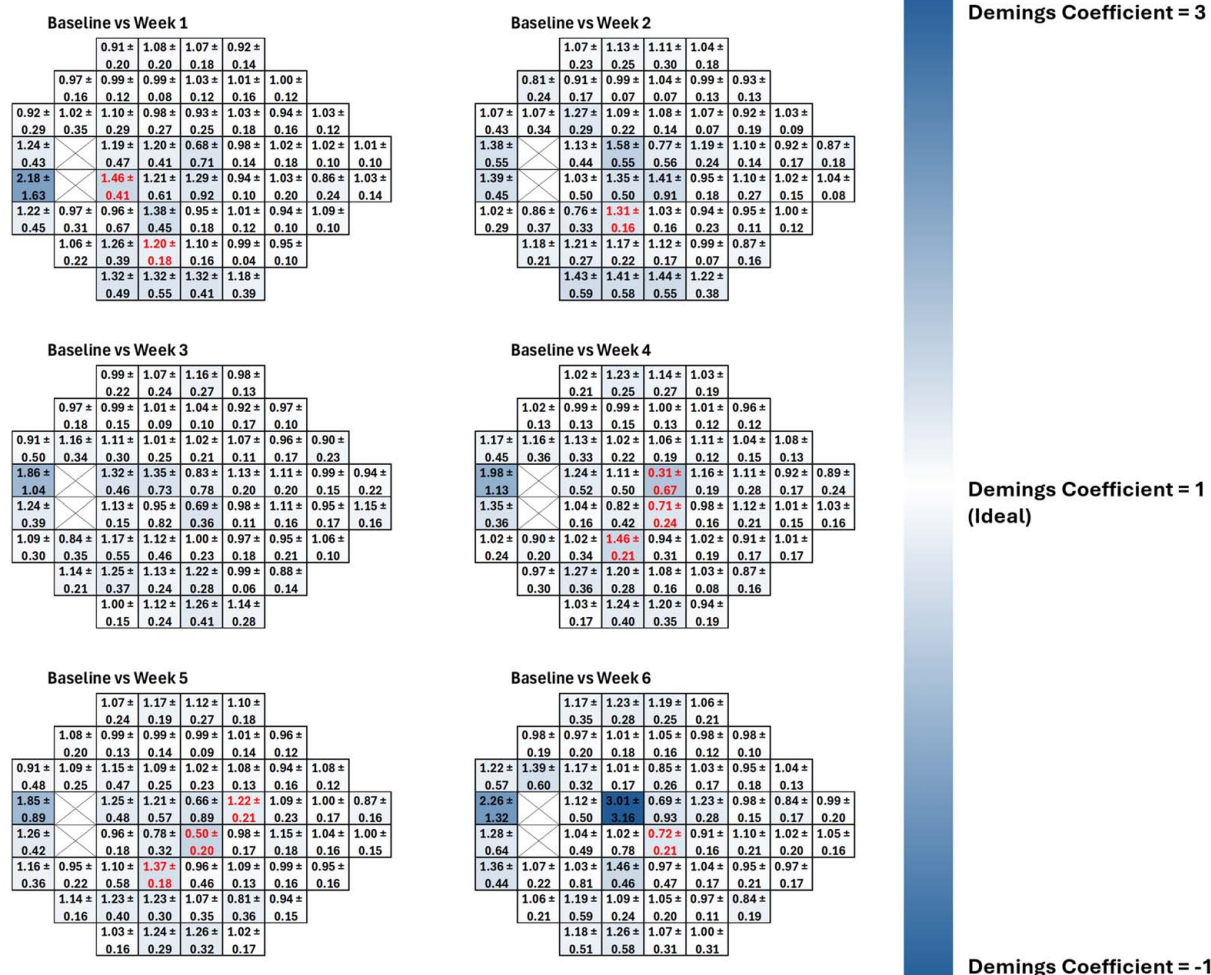 Baseline vs Week 1
0.91 ± 1.08 ± 1.07 ± 0.92 ±
0.20 0.20 0.18 0.14
0.97 ± 0.99 ± 0.99 ± 1.03 ± 1.01 ± 1.00 ±
0.16 0.12 0.08 0.12 0.16 0.12
0.92 ± 1.02 ± 1.10 ± 0.98 ± 0.93 ± 1.03 ± 0.94 ± 1.03 ±
0.29 0.35 0.29 0.27 0.25 0.18 0.16 0.12
1.24 ± 1.19 ± 1.20 ± 0.68 ± 0.98 ± 1.02 ± 1.02 ± 1.01 ±
0.43 0.47 0.41 0.71 0.14 0.18 0.10 0.10
2.18 ± 1.46 ± 1.21 ± 1.29 ± 0.94 ± 1.03 ± 0.86 ± 1.03 ±
1.63 0.41 0.61 0.92 0.10 0.20 0.24 0.14
1.22 ± 0.97 ± 0.96 ± 1.38 ± 0.95 ± 1.01 ± 0.94 ± 1.09 ±
0.45 0.31 0.67 0.45 0.18 0.12 0.10 0.10
1.06 ± 1.26 ± 1.20 ± 1.10 ± 0.99 ± 0.95 ±
0.22 0.39 0.18 0.16 0.04 0.10
1.32 ± 1.32 ± 1.32 ± 1.18 ±
0.49 0.55 0.41 0.39
Baseline vs Week 2
1.07 ± 1.13 ± 1.11 ± 1.04 ±
0.23 0.25 0.30 0.18
0.81 ± 0.91 ± 0.99 ± 1.04 ± 0.99 ± 0.93 ±
0.24 0.17 0.07 0.07 0.13 0.13
1.07 ± 1.07 ± 1.27 ± 1.09 ± 1.08 ± 1.07 ± 0.92 ± 1.03 ±
0.43 0.34 0.29 0.22 0.14 0.07 0.19 0.09
1.38 ± 1.13 ± 1.58 ± 0.77 ± 1.19 ± 1.10 ± 0.92 ± 0.87 ±
0.55 0.44 0.55 0.56 0.24 0.14 0.17 0.18
1.39 ± 1.03 ± 1.35 ± 1.41 ± 0.95 ± 1.10 ± 1.02 ± 1.04 ±
0.45 0.50 0.50 0.91 0.18 0.27 0.15 0.08
1.02 ± 0.86 ± 0.76 ± 1.31 ± 1.03 ± 0.94 ± 0.95 ± 1.00 ±
0.29 0.37 0.33 0.16 0.16 0.23 0.11 0.12
1.18 ± 1.21 ± 1.17 ± 1.12 ± 0.99 ± 0.87 ±
0.21 0.27 0.22 0.17 0.07 0.16
1.43 ± 1.41 ± 1.44 ± 1.22 ±
0.59 0.58 0.55 0.38
Baseline vs Week 3
0.99 ± 1.07 ± 1.16 ± 0.98 ±
0.22 0.24 0.27 0.13
0.97 ± 0.99 ± 1.01 ± 1.04 ± 0.92 ± 0.97 ±
0.18 0.15 0.09 0.10 0.17 0.10
0.91 ± 1.16 ± 1.11 ± 1.01 ± 1.02 ± 1.07 ± 0.96 ± 0.90 ±
0.50 0.34 0.30 0.25 0.21 0.11 0.17 0.23
1.86 ± 1.32 ± 1.35 ± 0.83 ± 1.13 ± 1.11 ± 0.99 ± 0.94 ±
1.04 0.46 0.73 0.78 0.20 0.20 0.15 0.22
1.24 ± 1.13 ± 0.95 ± 0.69 ± 0.98 ± 1.11 ± 0.95 ± 1.15 ±
0.39 0.15 0.82 0.36 0.11 0.16 0.17 0.16
1.09 ± 0.84 ± 1.17 ± 1.12 ± 1.00 ± 0.97 ± 0.95 ± 1.06 ±
0.30 0.35 0.55 0.46 0.23 0.18 0.21 0.10
1.14 ± 1.25 ± 1.13 ± 1.22 ± 0.99 ± 0.88 ±
0.21 0.37 0.24 0.28 0.06 0.14
1.00 ± 1.12 ± 1.26 ± 1.14 ±
0.15 0.24 0.41 0.28
Baseline vs Week 4
1.02 ± 1.23 ± 1.14 ± 1.03 ±
0.21 0.25 0.27 0.19
1.02 ± 0.99 ± 0.99 ± 1.00 ± 1.01 ± 0.96 ±
0.13 0.13 0.15 0.13 0.12 0.12
1.17 ± 1.16 ± 1.13 ± 1.02 ± 1.06 ± 1.11 ± 1.04 ± 1.08 ±
0.45 0.36 0.33 0.22 0.19 0.12 0.15 0.13
1.98 ± 1.24 ± 1.11 ± 0.31 ± 1.16 ± 1.11 ± 0.92 ± 0.89 ±
1.13 0.52 0.50 0.67 0.19 0.28 0.17 0.24
1.35 ± 1.04 ± 0.82 ± 0.71 ± 0.98 ± 1.12 ± 1.01 ± 1.03 ±
0.36 0.16 0.42 0.24 0.16 0.21 0.15 0.16
1.02 ± 0.90 ± 1.02 ± 1.46 ± 0.94 ± 1.02 ± 0.91 ± 1.01 ±
0.24 0.20 0.34 0.21 0.31 0.19 0.17 0.17
0.97 ± 1.27 ± 1.20 ± 1.08 ± 1.03 ± 0.87 ±
0.30 0.36 0.28 0.16 0.08 0.16
1.03 ± 1.24 ± 1.20 ± 0.94 ±
0.17 0.40 0.35 0.19
Baseline vs Week 5
1.07 ± 1.17 ± 1.12 ± 1.10 ±
0.24 0.19 0.27 0.18
1.08 ± 0.99 ± 0.99 ± 0.99 ± 1.01 ± 0.96 ±
0.20 0.13 0.14 0.09 0.14 0.12
0.91 ± 1.09 ± 1.15 ± 1.09 ± 1.02 ± 1.08 ± 0.94 ± 1.08 ±
0.48 0.25 0.47 0.25 0.23 0.13 0.16 0.12
1.85 ± 1.25 ± 1.21 ± 0.66 ± 1.22 ± 1.09 ± 1.00 ± 0.87 ±
0.89 0.48 0.57 0.89 0.21 0.23 0.17 0.16
1.26 ± 0.96 ± 0.78 ± 0.50 ± 0.98 ± 1.15 ± 1.04 ± 1.00 ±
0.42 0.18 0.32 0.20 0.17 0.18 0.16 0.15
1.16 ± 0.95 ± 1.10 ± 1.37 ± 0.96 ± 1.09 ± 0.99 ± 0.95 ±
0.36 0.22 0.58 0.18 0.46 0.13 0.16 0.16
1.14 ± 1.23 ± 1.23 ± 1.07 ± 0.81 ± 0.94 ±
0.16 0.40 0.30 0.35 0.36 0.15
1.03 ± 1.24 ± 1.26 ± 1.02 ±
0.16 0.29 0.32 0.17
Baseline vs Week 6
1.17 ± 1.23 ± 1.19 ± 1.06 ±
0.35 0.28 0.25 0.21
0.98 ± 0.97 ± 1.01 ± 1.05 ± 0.98 ± 0.98 ±
0.19 0.20 0.18 0.16 0.12 0.10
1.22 ± 1.39 ± 1.17 ± 1.01 ± 0.85 ± 1.03 ± 0.95 ± 1.04 ±
0.57 0.60 0.32 0.17 0.26 0.17 0.18 0.13
2.26 ± 1.12 ± 3.01 ± 0.69 ± 1.23 ± 0.98 ± 0.84 ± 0.99 ±
1.32 0.50 3.16 0.93 0.28 0.15 0.17 0.20
1.28 ± 1.04 ± 1.02 ± 0.72 ± 0.91 ± 1.10 ± 1.02 ± 1.05 ±
0.64 0.49 0.78 0.21 0.16 0.21 0.20 0.16
1.36 ± 1.07 ± 1.03 ± 1.46 ± 0.97 ± 1.04 ± 0.95 ± 0.97 ±
0.44 0.22 0.81 0.46 0.47 0.17 0.21 0.17
1.06 ± 1.19 ± 1.09 ± 1.05 ± 0.97 ± 0.84 ±
0.21 0.59 0.24 0.20 0.11 0.19
1.18 ± 1.26 ± 1.07 ± 1.00 ±
0.51 0.58 0.31 0.31
Demings Coefficient = 3
Demings Coefficient = 1
(Ideal)
Demings Coefficient = -1